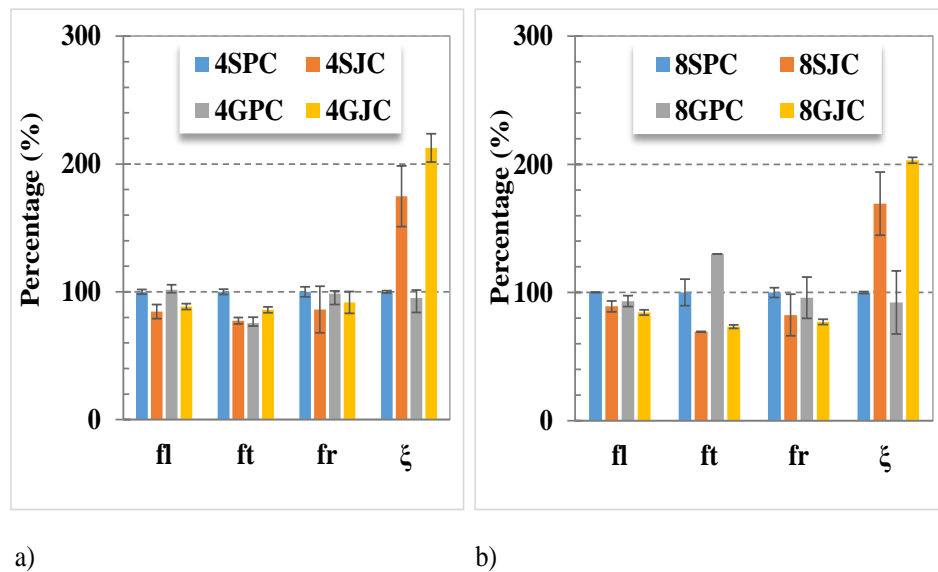 300
200
100
0
Percentage (%)
4SPC 4SJC
4GPC 4GJC
fl ft fr ξ
a)
300
200
100
0
Percentage (%)
8SPC 8SJC
8GPC 8GJC
fl ft fr ξ
b)